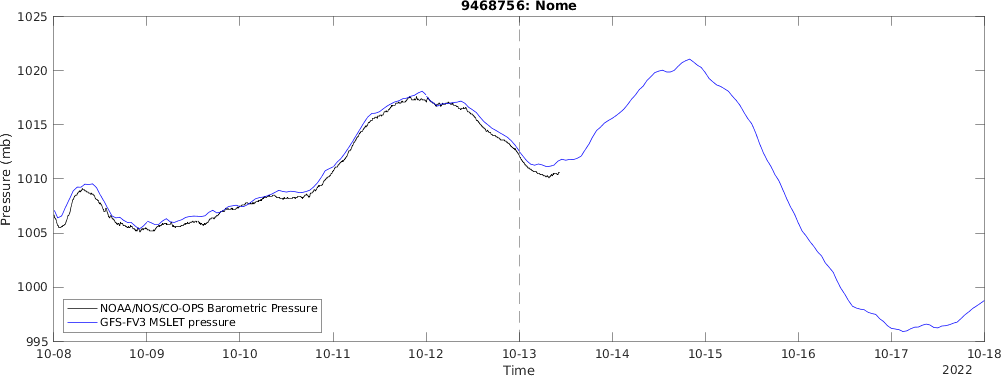 9468756: Nome
1025
1020
1015
1010
1005
1000
995
Pressure (mb)
NOAA/NOS/CO-OPS Barometric Pressure
GFS-FV3 MSLET pressure
10-08 10-09 10-10 10-11 10-12 10-13 10-14 10-15 10-16 10-17 10-18
Time
2022